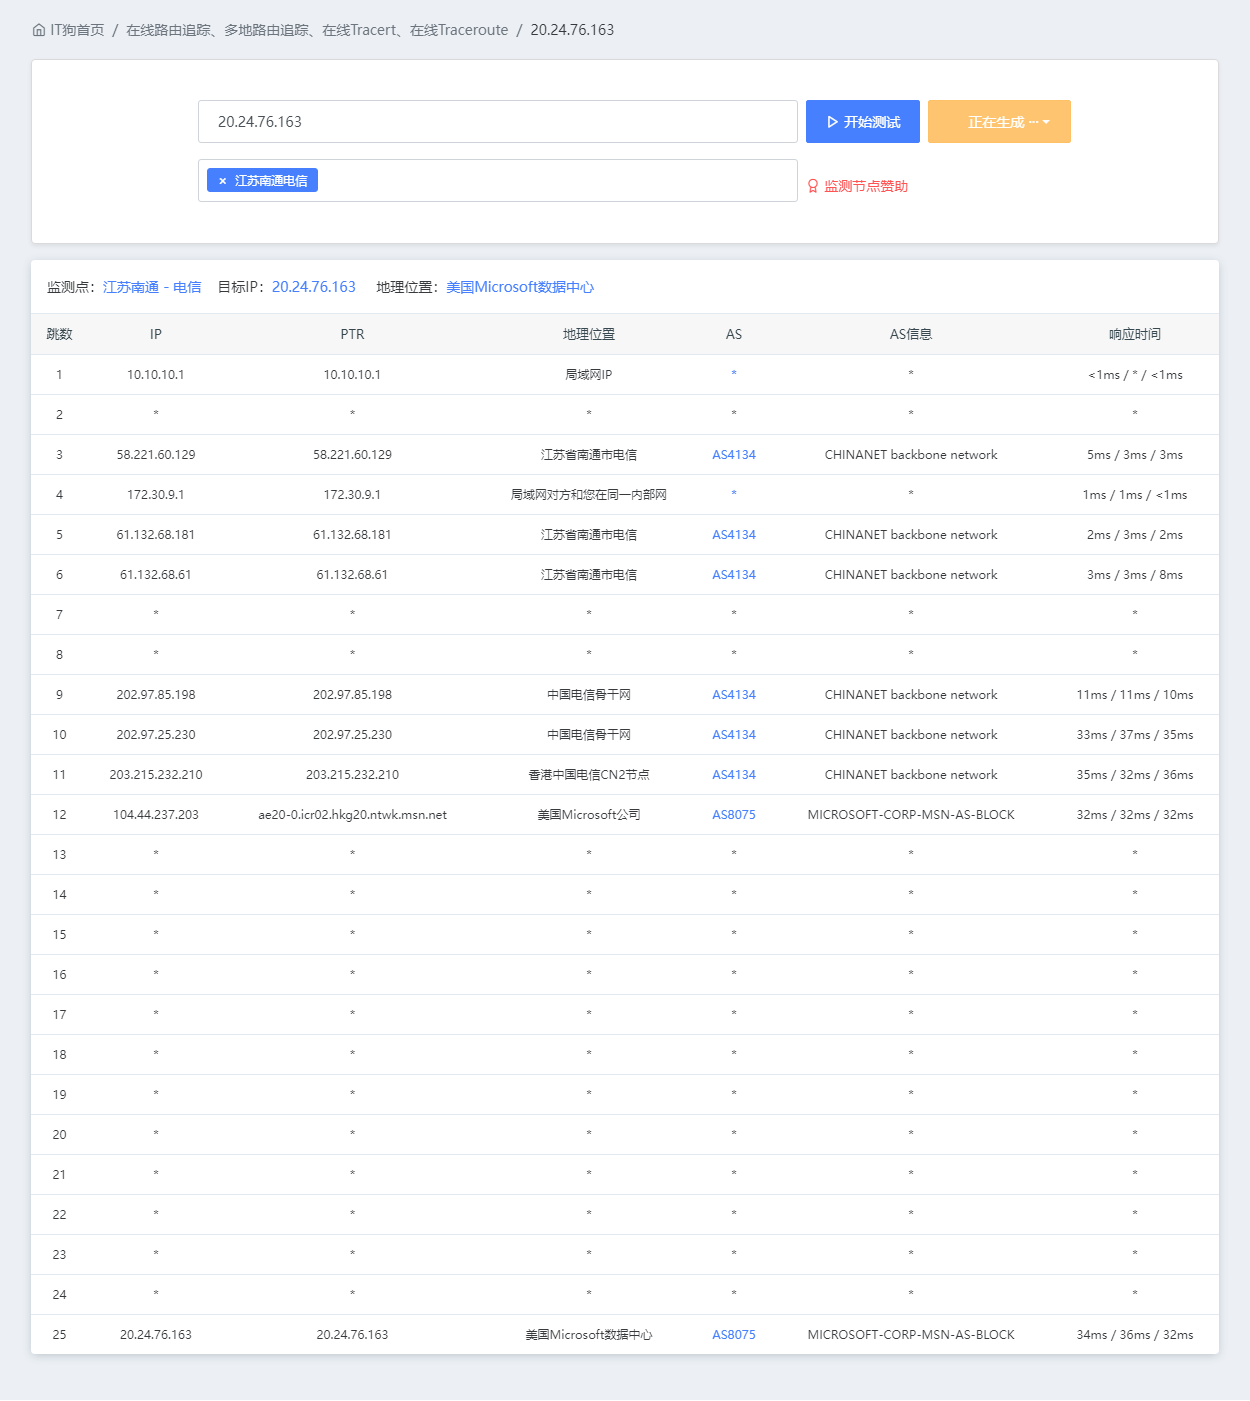 IT狗首页 / 在线路由追踪、多地路由追踪、在线Tracert、在线Traceroute / 20.24.76.163
20.24.76.163 开始测试 正在生成 ···
× 江苏南通电信 监测节点赞助
监测点：江苏南通 - 电信 目标IP：20.24.76.163 地理位置：美国Microsoft数据中心
跳数 IP PTR 地理位置 AS AS信息 响应时间
1 10.10.10.1 10.10.10.1 局域网IP * * <1ms / * / <1ms
2 * * * * * *
3 58.221.60.129 58.221.60.129 江苏省南通市电信 AS4134 CHINANET backbone network 5ms / 3ms / 3ms
4 172.30.9.1 172.30.9.1 局域网对方和您在同一内部网 * * 1ms / 1ms / <1ms
5 61.132.68.181 61.132.68.181 江苏省南通市电信 AS4134 CHINANET backbone network 2ms / 3ms / 2ms
6 61.132.68.61 61.132.68.61 江苏省南通市电信 AS4134 CHINANET backbone network 3ms / 3ms / 8ms
7 * * * * * *
8 * * * * * *
9 202.97.85.198 202.97.85.198 中国电信骨干网 AS4134 CHINANET backbone network 11ms / 11ms / 10ms
10 202.97.25.230 202.97.25.230 中国电信骨干网 AS4134 CHINANET backbone network 33ms / 37ms / 35ms
11 203.215.232.210 203.215.232.210 香港中国电信CN2节点 AS4134 CHINANET backbone network 35ms / 32ms / 36ms
12 104.44.237.203 ae20-0.icr02.hkg20.ntwk.msn.net 美国Microsoft公司 AS8075 MICROSOFT-CORP-MSN-AS-BLOCK 32ms / 32ms / 32ms
13 * * * * * *
14 * * * * * *
15 * * * * * *
16 * * * * * *
17 * * * * * *
18 * * * * * *
19 * * * * * *
20 * * * * * *
21 * * * * * *
22 * * * * * *
23 * * * * * *
24 * * * * * *
25 20.24.76.163 20.24.76.163 美国Microsoft数据中心 AS8075 MICROSOFT-CORP-MSN-AS-BLOCK 34ms / 36ms / 32ms